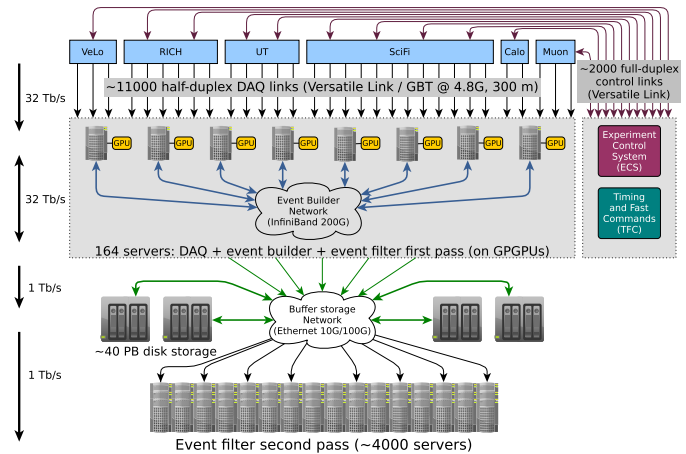 VeLo
RICH
UT
SciFi
Calo
Muon
~11000 half-duplex DAQ links (Versatile Link / GBT @ 4.8G, 300 m)
~2000 full-duplex
control links
(Versatile Link)
32 Tb/s
GPU
GPU
GPU
GPU
GPU
GPU
GPU
GPU
Experiment
Control
System
(ECS)
32 Tb/s
Event Builder
Network
(InfiniBand 200G)
Timing
and Fast
Commands
(TFC)
164 servers: DAQ + event builder + event filter first pass (on GPGPUs)
1 Tb/s
Buffer storage
Network
(Ethernet 10G/100G)
~40 PB disk storage
1 Tb/s
Event filter second pass (~4000 servers)